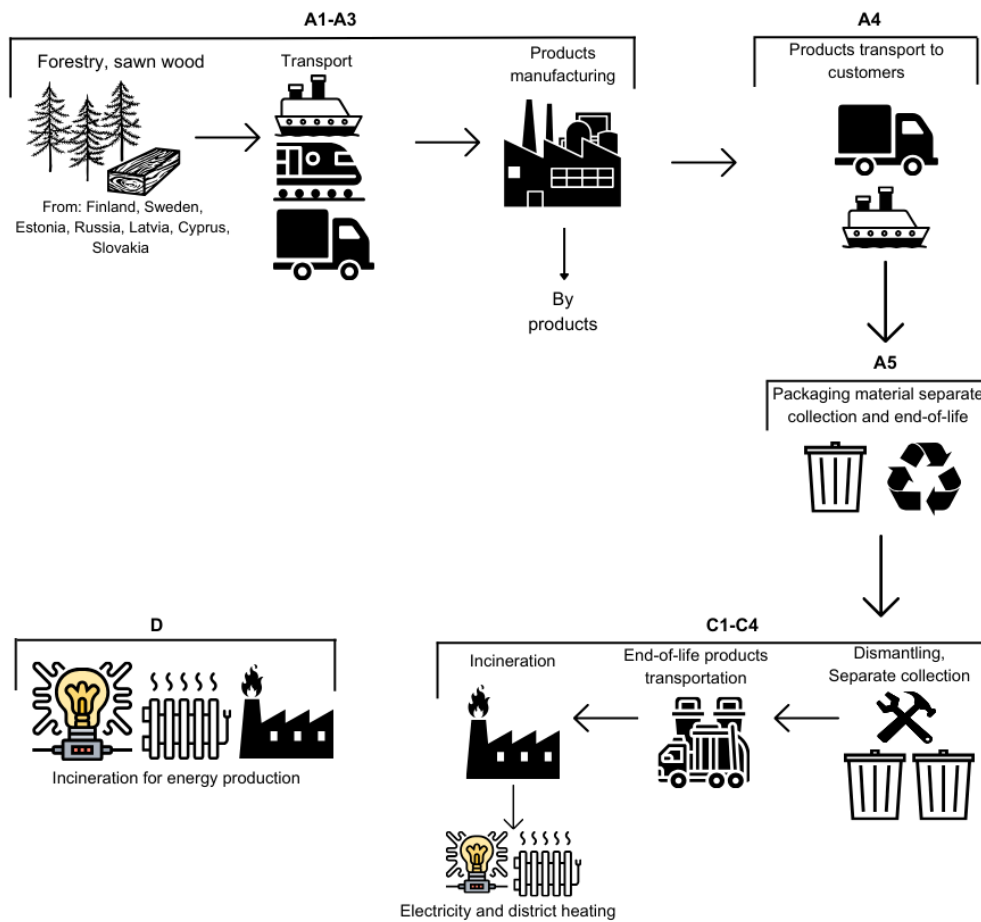 A1-A3
Forestry, sawn wood
Transport
Products
manufacturing
From: Finland, Sweden,
Estonia, Russia, Latvia, Cyprus,
Slovakia
By
products
A4
Products transport to
customers
A5
Packaging material separate
collection and end-of-life
C1-C4
Dismantling,
Separate collection
End-of-life products
transportation
Incineration
Electricity and district heating
D
Incineration for energy production